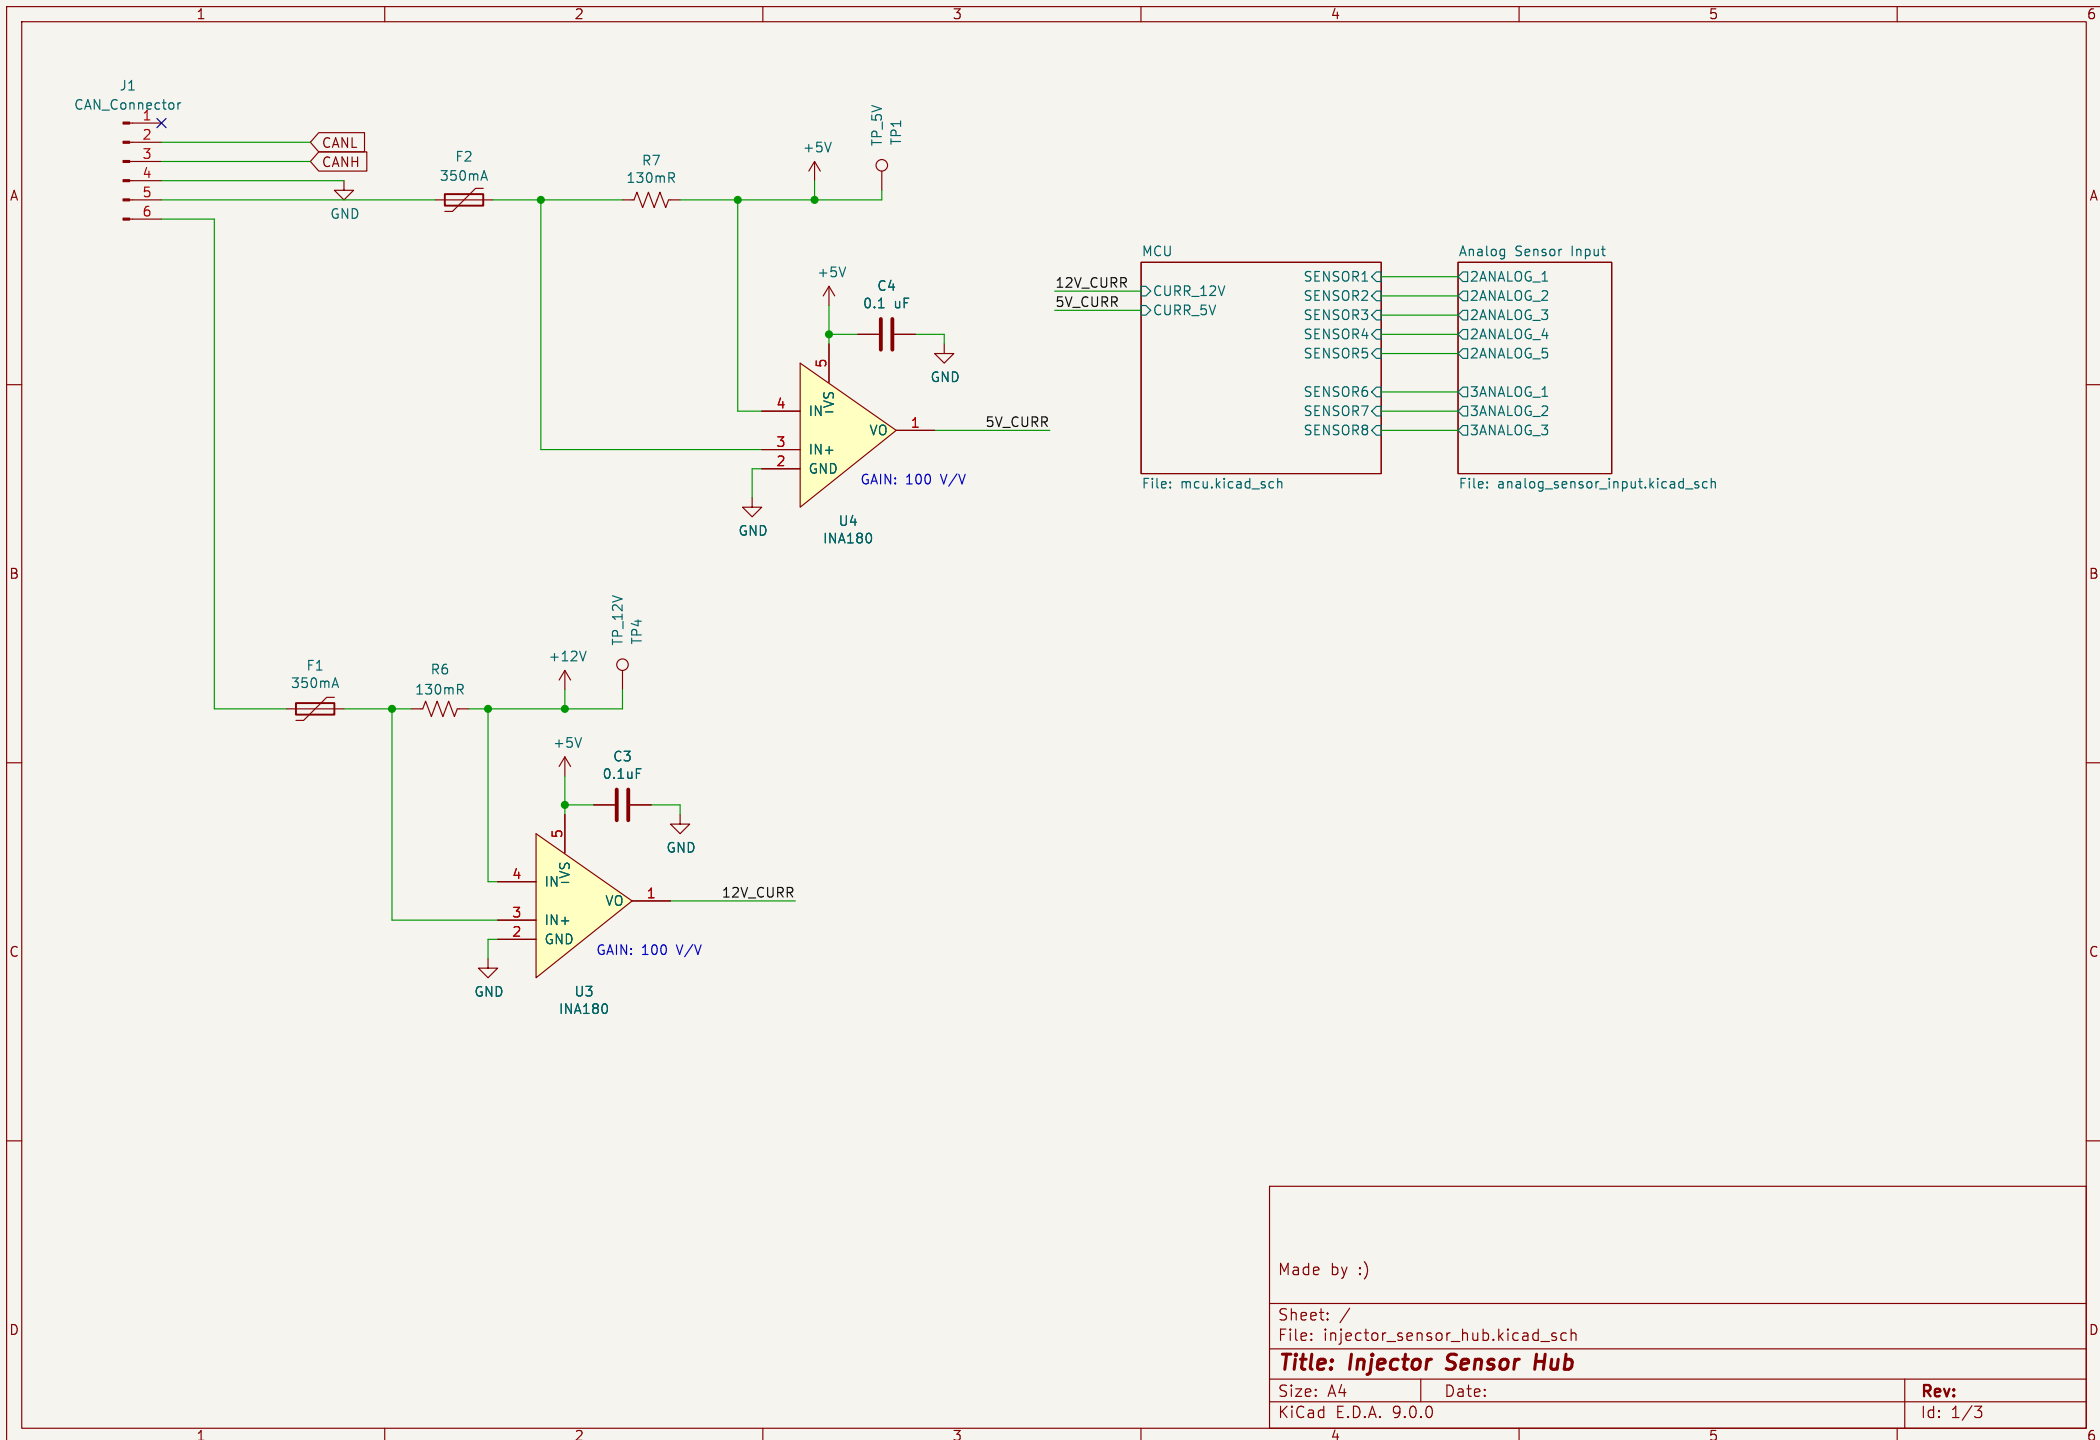 1 2 3 4 5 6
A A
B B
C C
D D
J1
CAN_Connector
1
2
3
4
5
6
CANL
CANH
GND
F2
350mA
R7
130mR
+5V
TP_5V
TP1
+5V
C4
0.1 uF
GND
5
VS
4 IN-
3 IN+
2 GND
VO 1
5V_CURR
GAIN: 100 V/V
GND
U4
INA180
MCU
12V_CURR
5V_CURR
CURR_12V
CURR_5V
SENSOR1
SENSOR2
SENSOR3
SENSOR4
SENSOR5
SENSOR6
SENSOR7
SENSOR8
File: mcu.kicad_sch
Analog Sensor Input
2ANALOG_1
2ANALOG_2
2ANALOG_3
2ANALOG_4
2ANALOG_5
3ANALOG_1
3ANALOG_2
3ANALOG_3
File: analog_sensor_input.kicad_sch
F1
350mA
R6
130mR
+12V
TP_12V
TP4
+5V
C3
0.1uF
GND
5
VS
4 IN-
3 IN+
2 GND
VO 1
12V_CURR
GAIN: 100 V/V
GND
U3
INA180
Made by :)
Sheet: /
File: injector_sensor_hub.kicad_sch
Title: Injector Sensor Hub
Size: A4 Date: Rev:
KiCad E.D.A. 9.0.0 Id: 1/3
1 2 3 4 5 6